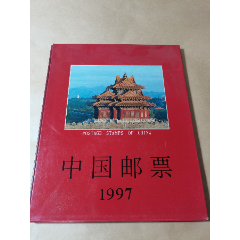 POSTAGE STAMPS OF CHINA
中国邮票
1997